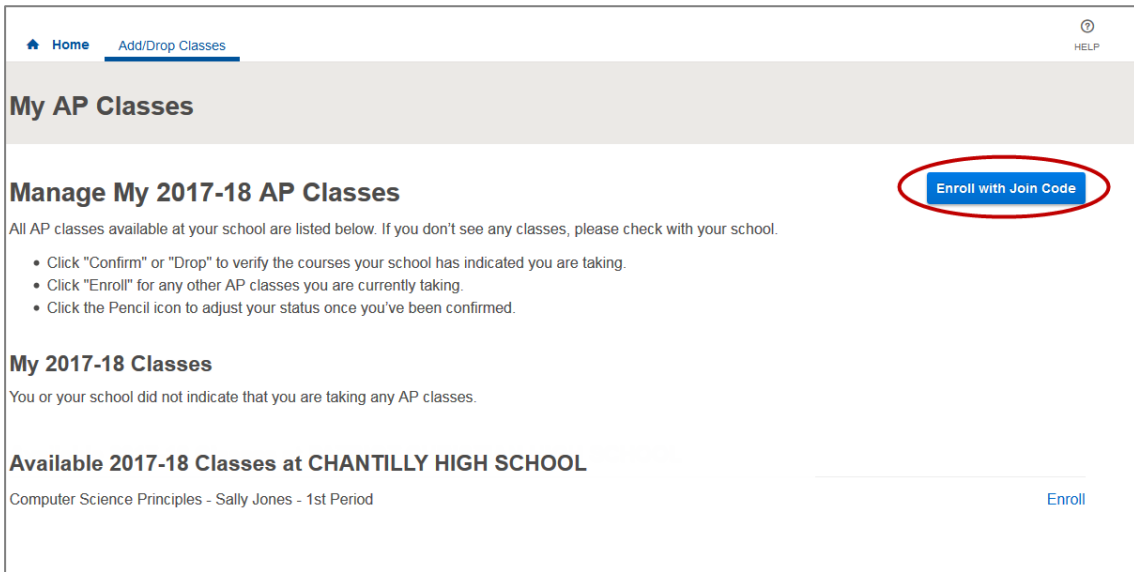 Home Add/Drop Classes
HELP
My AP Classes
Manage My 2017-18 AP Classes
Enroll with Join Code
All AP classes available at your school are listed below. If you don’t see any classes, please check with your school.
• Click "Confirm" or "Drop" to verify the courses your school has indicated you are taking.
• Click "Enroll" for any other AP classes you are currently taking.
• Click the Pencil icon to adjust your status once you’ve been confirmed.
My 2017-18 Classes
You or your school did not indicate that you are taking any AP classes.
Available 2017-18 Classes at CHANTILLY HIGH SCHOOL
Computer Science Principles - Sally Jones - 1st Period Enroll